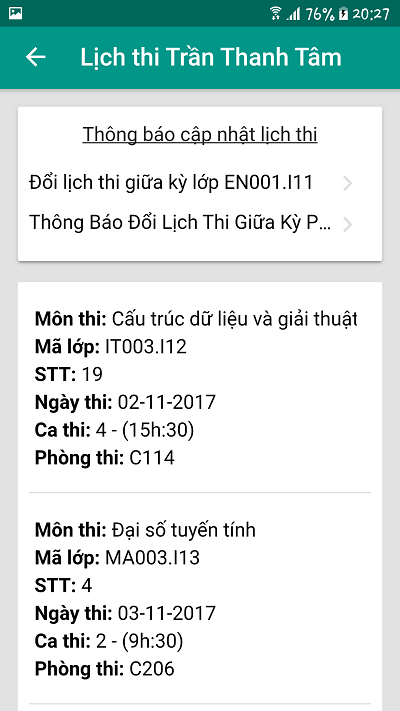 76% 20:27
Lịch thi Trần Thanh Tâm
Thông báo cập nhật lịch thi
Đổi lịch thi giữa kỳ lớp EN001.I11
Thông Báo Đổi Lịch Thi Giữa Kỳ P...
Môn thi: Cấu trúc dữ liệu và giải thuật
Mã lớp: IT003.I12
STT: 19
Ngày thi: 02-11-2017
Ca thi: 4 - (15h:30)
Phòng thi: C114
Môn thi: Đại số tuyến tính
Mã lớp: MA003.I13
STT: 4
Ngày thi: 03-11-2017
Ca thi: 2 - (9h:30)
Phòng thi: C206